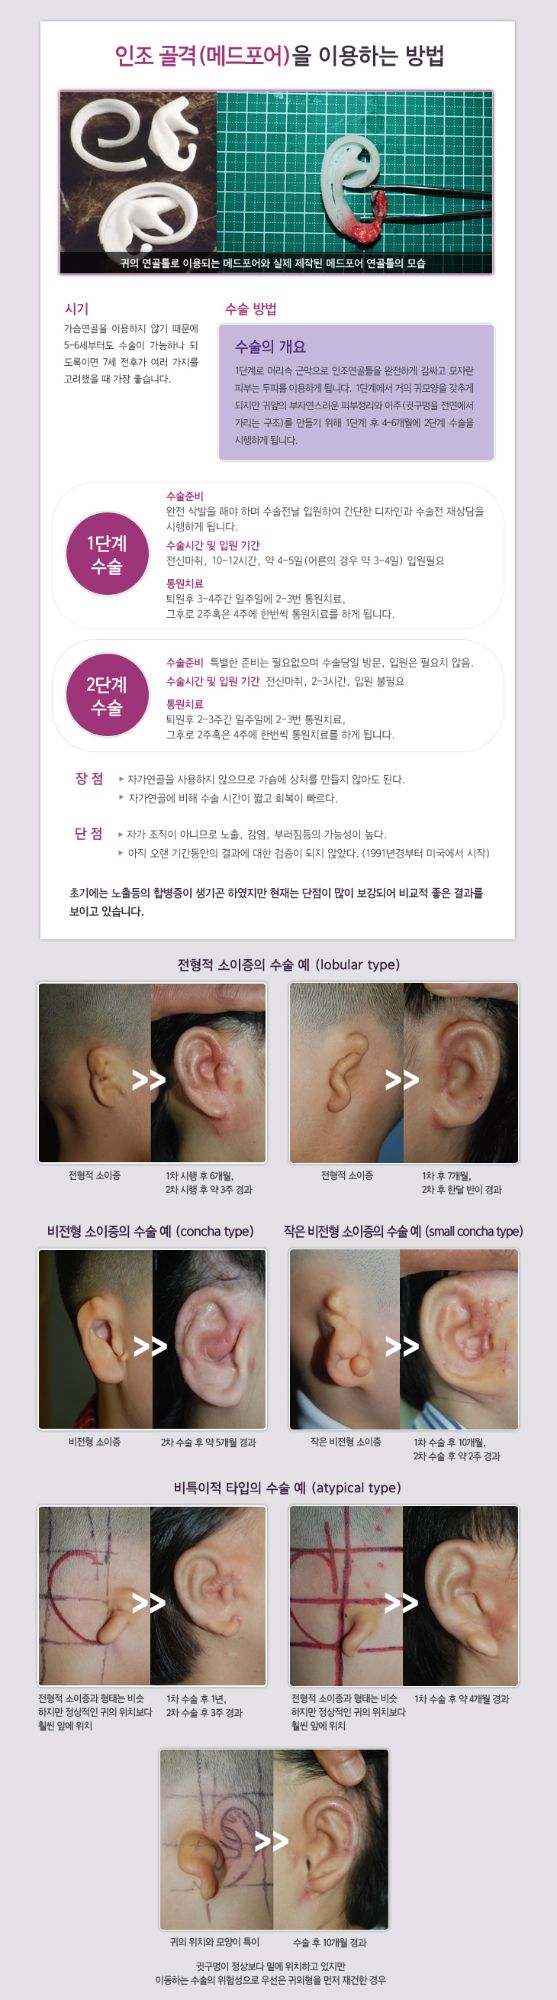 인조 골격(메드포어)을 이용하는 방법
귀의 연골틀로 이용되는 메드포어와 실제 제작된 메드포어 연골틀의 모습
시기
가슴연골을 이용하지 않기 때문에
5-6세부터도 수술이 가능하나 되
도록이면 7세 전후가 여러 가지를
고려했을 때 가장 좋습니다.
수술 방법
수술의 개요
1단계로 머리속 근막으로 인조연골틀을 완전하게 감싸고 모자란
피부는 두피를 이용하게 됩니다. 1단계에서 거의 귀모양을 갖추게
되지만 귀앞의 부자연스러운 피부정리와 이주(귓구멍을 전면에서
가리는 구조)를 만들기 위해 1단계 후 4-6개월에 2단계 수술을
시행하게 됩니다.
1단계
수술
수술준비
완전 삭발을 해야 하며 수술전날 입원하여 간단한 디자인과 수술전 재상담을
시행하게 됩니다.
수술시간 및 입원 기간
전신마취, 10-12시간, 약 4-5일(어른의 경우 약 3-4일) 입원필요
통원치료
퇴원후 3-4주간 일주일에 2-3번 통원치료,
그후로 2주혹은 4주에 한번씩 통원치료를 하게 됩니다.
2단계
수술
수술준비 특별한 준비는 필요없으며 수술당일 방문, 입원은 필요치 않음.
수술시간 및 입원 기간 전신마취, 2-3시간, 입원 불필요
통원치료
퇴원후 2-3주간 일주일에 2-3번 통원치료,
그후로 2주혹은 4주에 한번씩 통원치료를 하게 됩니다.
장 점
▸ 자가연골을 사용하지 않으므로 가슴에 상처를 만들지 않아도 된다.
▸ 자가연골에 비해 수술 시간이 짧고 회복이 빠르다.
단 점
▸ 자가 조직이 아니므로 노출, 감염, 부러짐등의 가능성이 높다.
▸ 아직 오랜 기간동안의 결과에 대한 검증이 되지 않았다. (1991년경부터 미국에서 시작)
초기에는 노출등의 합병증이 생기곤 하였지만 현재는 단점이 많이 보강되어 비교적 좋은 결과를
보이고 있습니다.
전형적 소이증의 수술 예 (lobular type)
>>
>>
전형적 소이증
1차 시행 후 6개월,
2차 시행 후 약 3주 경과
전형적 소이증
1차 후 7개월,
2차 후 한달 반이 경과
비전형 소이증의 수술 예 (concha type)
작은 비전형 소이증의 수술 예 (small concha type)
>>
>>
비전형 소이증
2차 수술 후 약 5개월 경과
작은 비전형 소이증
1차 수술 후 10개월,
2차 수술 후 약 2주 경과
비특이적 타입의 수술 예 (atypical type)
>>
>>
전형적 소이증과 형태는 비슷
하지만 정상적인 귀의 위치보다
훨씬 앞에 위치
1차 수술 후 1년,
2차 수술 후 3주 경과
전형적 소이증과 형태는 비슷
하지만 정상적인 귀의 위치보다
훨씬 앞에 위치
1차 수술 후 약 4개월 경과
>>
귀의 위치와 모양이 특이
수술 후 10개월 경과
귓구멍이 정상보다 밑에 위치하고 있지만
이동하는 수술의 위험성으로 우선은 귀외형을 먼저 재건한 경우